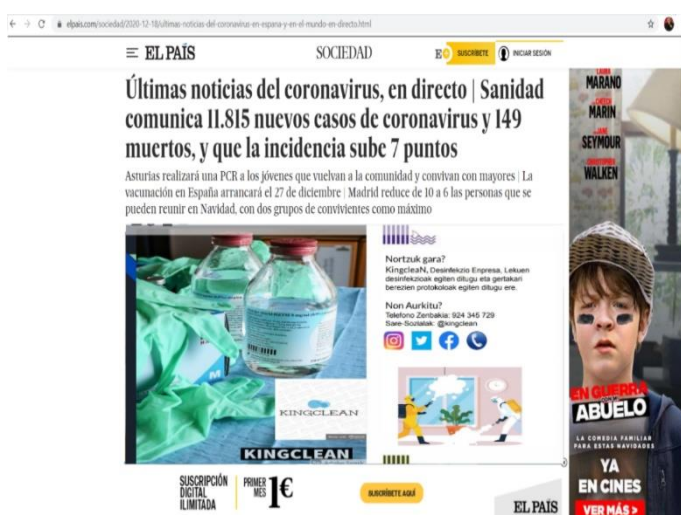 elpais.com/sociedad/2020-12-18/ultimas-noticias-del-coronavirus-en-espana-y-en-el-mundo-en-directo.html
EL PAÍS
SOCIEDAD
SUSCRÍBETE
INICIAR SESIÓN
Últimas noticias del coronavirus, en directo | Sanidad
comunica 11.815 nuevos casos de coronavirus y 149
muertos, y que la incidencia sube 7 puntos
Asturias realizará una PCR a los jóvenes que vuelvan a la comunidad y convivan con mayores | La
vacunación en España arrancará el 27 de diciembre | Madrid reduce de 10 a 6 las personas que se
pueden reunir en Navidad, con dos grupos de convivientes como máximo
KINGCLEAN
KINGCLEAN
Nortzuk gara?
KingcleaN, Desinfekzio Enpresa. Lekuen
desinfekzioak egiten ditugu eta gertakari
berezien protokoloak egiten ditugu ere.
Non Aurkitu?
Telefono Zenbakia: 924 345 729
Sare-Sozialak: @kingclean
MARANO
CHEECH
MARIN
JANE
SEYMOUR
CHRISTOPHER
WALKEN
EN GUERRA
ABUELO
LA COMEDIA FAMILIAR
PARA ESTAS NAVIDADES
YA
EN CINES
VER MÁS >
SUSCRIPCIÓN
DIGITAL
ILIMITADA
PRIMER
MES
1€
SUSCRÍBETE AQUÍ
EL PAÍS